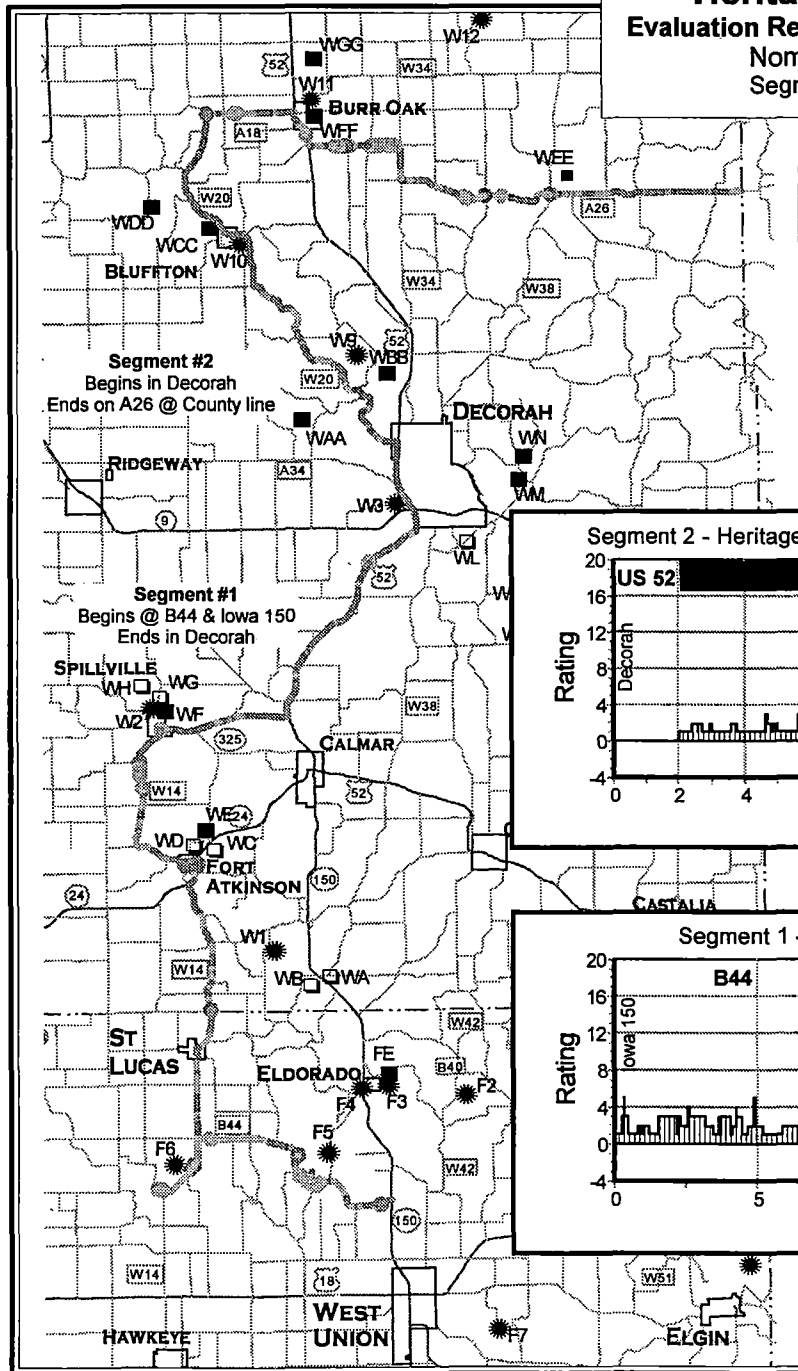 Evaluation Re
Nom
Segn
W12
WGG
52
W34
W11
BURR OAK
A18
WFF
WEE
W20
A26
WDD
WCC
W10
BLUFFTON
W34
W38
W9
52
WBB
Segment #2
Begins in Decorah
Ends on A26 @ County line
W20
DECORAH
WAA
WN
RIDGEWAY
A34
WM
W3
9
WL
52
Segment 2 - Heritage
20
US 52
16
12
8
4
0
-4
Rating
Decorah
0
2
4
Segment #1
Begins @ B44 & Iowa 150
Ends in Decorah
SPILLVILLE
WH
WG
W2
WF
W38
325
CALMAR
W14
52
WE
24
WD
WC
FORT
ATKINSON
150
24
CASTALIA
W1
W14
WB
WA
Segment 1 -
20
B44
16
12
8
4
0
-4
Rating
Iowa 150
0
5
W42
ST
LUCAS
ELDORADO
FE
B40
F4
F3
F2
B44
F5
F6
W42
150
W14
18
W51
WEST
UNION
F7
ELGIN
HAWKEYE